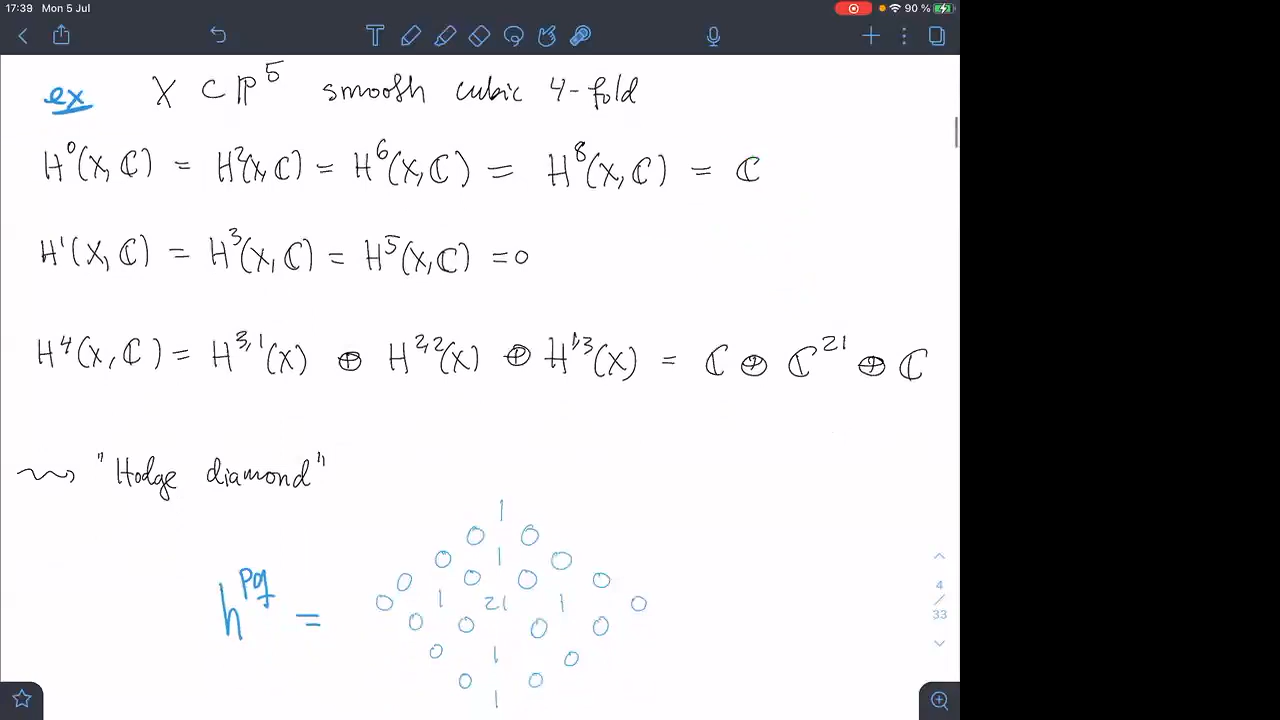 17:39 Mon 5 Jul 90 %
ex X ⊂ ℙ⁵ smooth cubic 4-fold
H⁰(X, ℂ) = H²(X, ℂ) = H⁶(X, ℂ) = H⁸(X, ℂ) = ℂ
H¹(X, ℂ) = H³(X, ℂ) = H⁵(X, ℂ) = 0
H⁴(X, ℂ) = H³,¹(X) ⊕ H²,²(X) ⊕ H¹,³(X) = ℂ ⊕ ℂ²¹ ⊕ ℂ
⇝ "Hodge diamond"
h^{pq} =
1
0 0
0 1 0
0 0 0 0
0 1 21 1 0
0 0 0 0
0 1 0
0 0
1
4
/
33